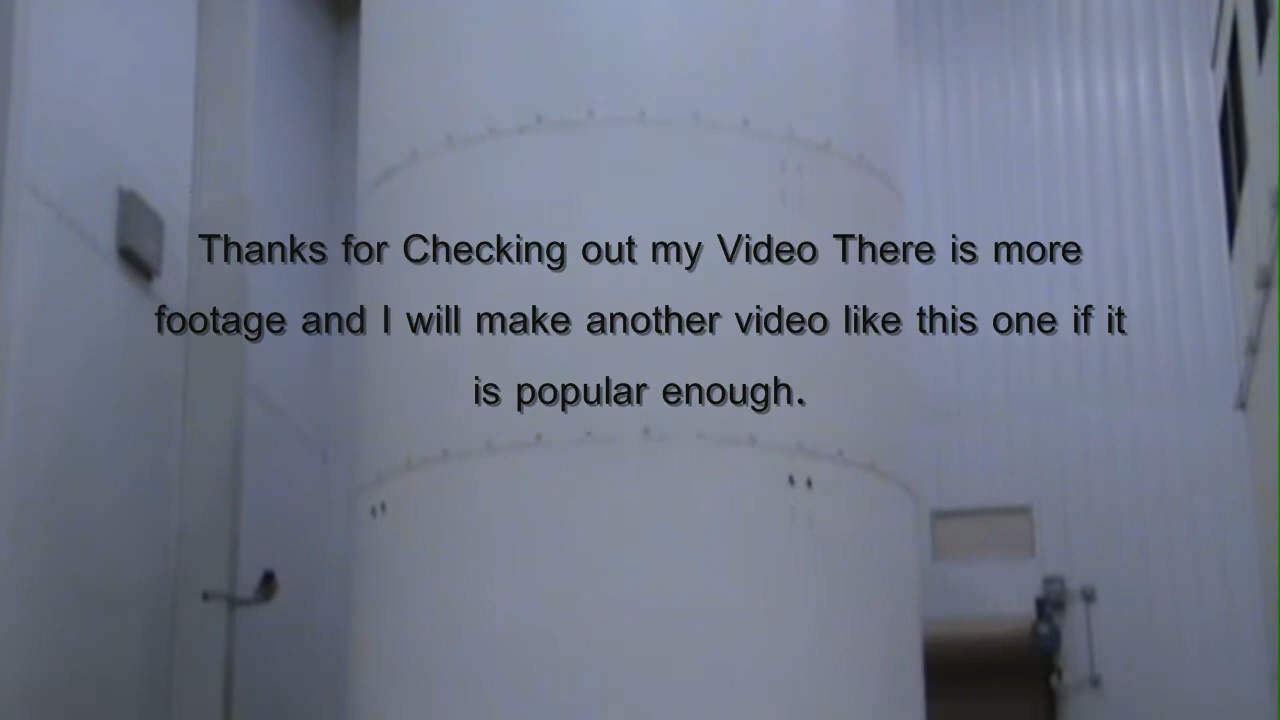 Thanks for Checking out my Video There is more
footage and I will make another video like this one if it
is popular enough.